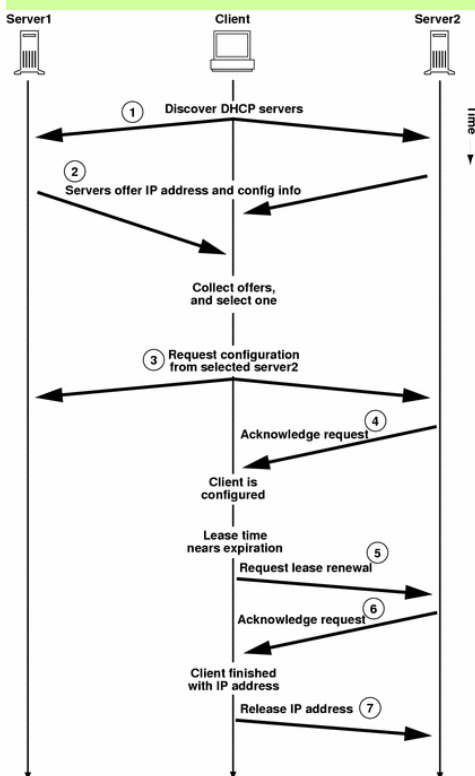 Server1
Client
Server2
Time
1
Discover DHCP servers
2
Servers offer IP address and config info
Collect offers,
and select one
3
Request configuration
from selected server2
4
Acknowledge request
Client is
configured
Lease time
nears expiration
5
Request lease renewal
6
Acknowledge request
Client finished
with IP address
Release IP address
7